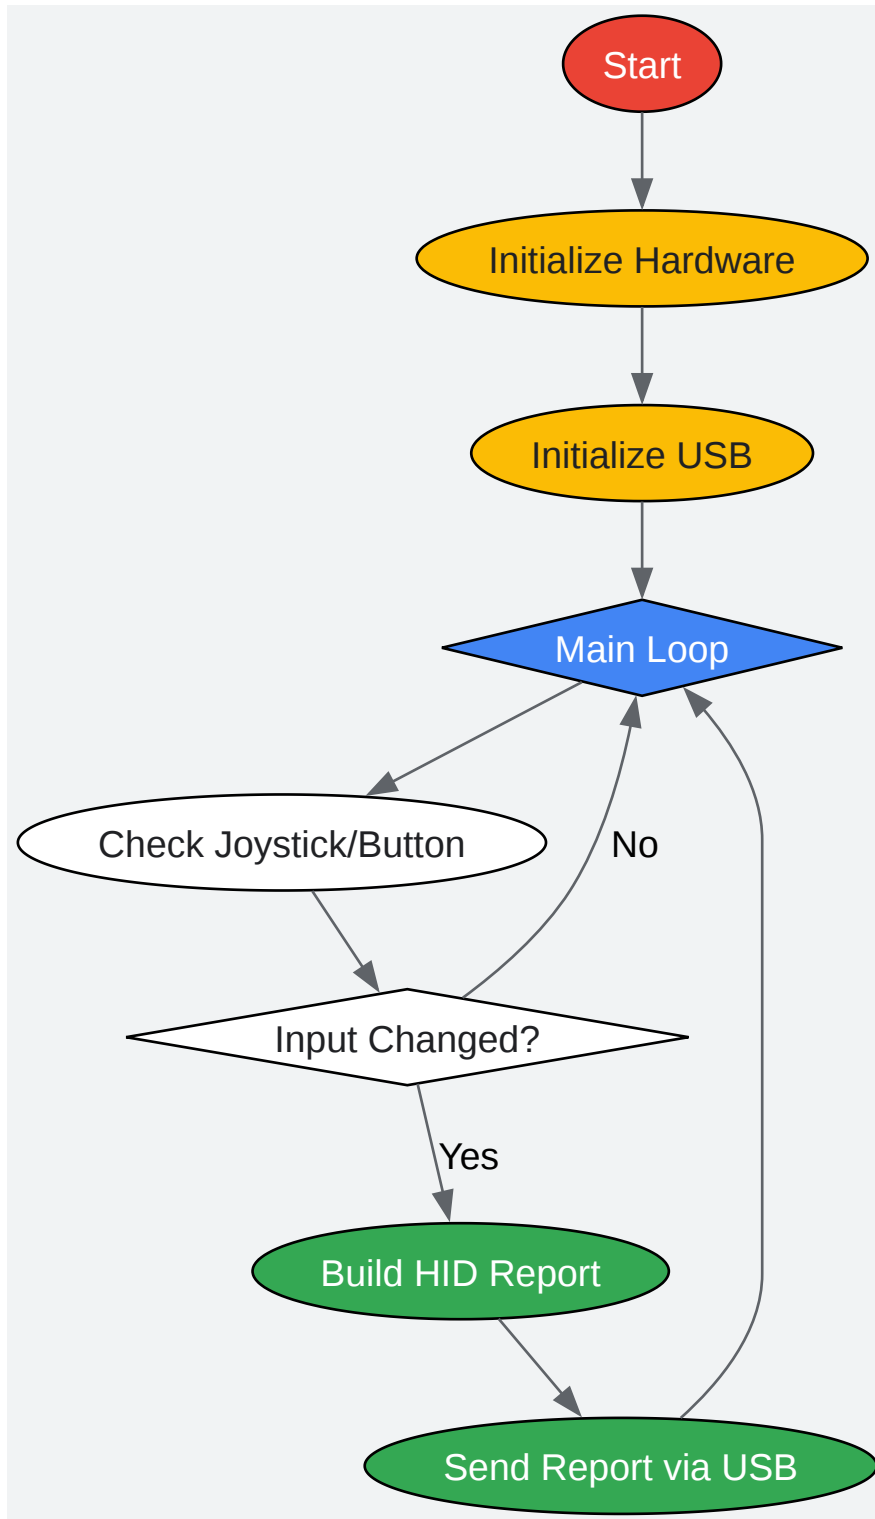 Start
Initialize Hardware
Initialize USB
Main Loop
Check Joystick/Button
No
Input Changed?
Yes
Build HID Report
Send Report via USB